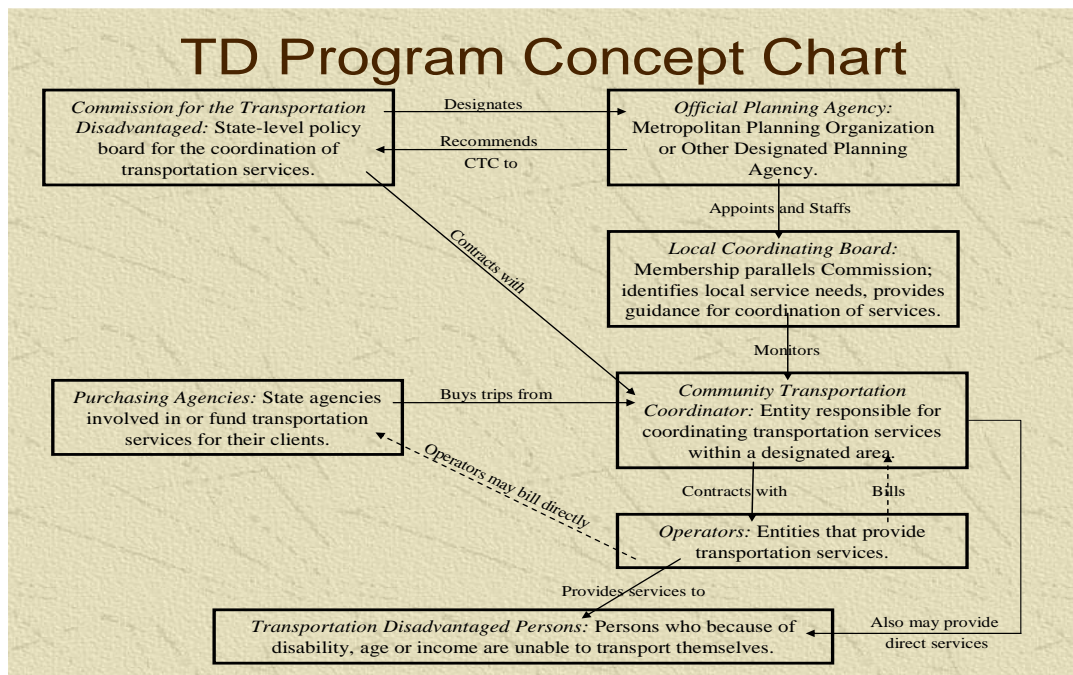 TD Program Concept Chart
Commission for the Transportation
Disadvantaged: State-level policy
board for the coordination of
transportation services.
Designates
Recommends
CTC to
Official Planning Agency:
Metropolitan Planning Organization
or Other Designated Planning
Agency.
Appoints and Staffs
Local Coordinating Board:
Membership parallels Commission;
identifies local service needs, provides
guidance for coordination of services.
Contracts with
Monitors
Purchasing Agencies: State agencies
involved in or fund transportation
services for their clients.
Buys trips from
Community Transportation
Coordinator: Entity responsible for
coordinating transportation services
within a designated area.
Operators may bill directly
Contracts with
Bills
Operators: Entities that provide
transportation services.
Provides services to
Transportation Disadvantaged Persons: Persons who because of
disability, age or income are unable to transport themselves.
Also may provide
direct services